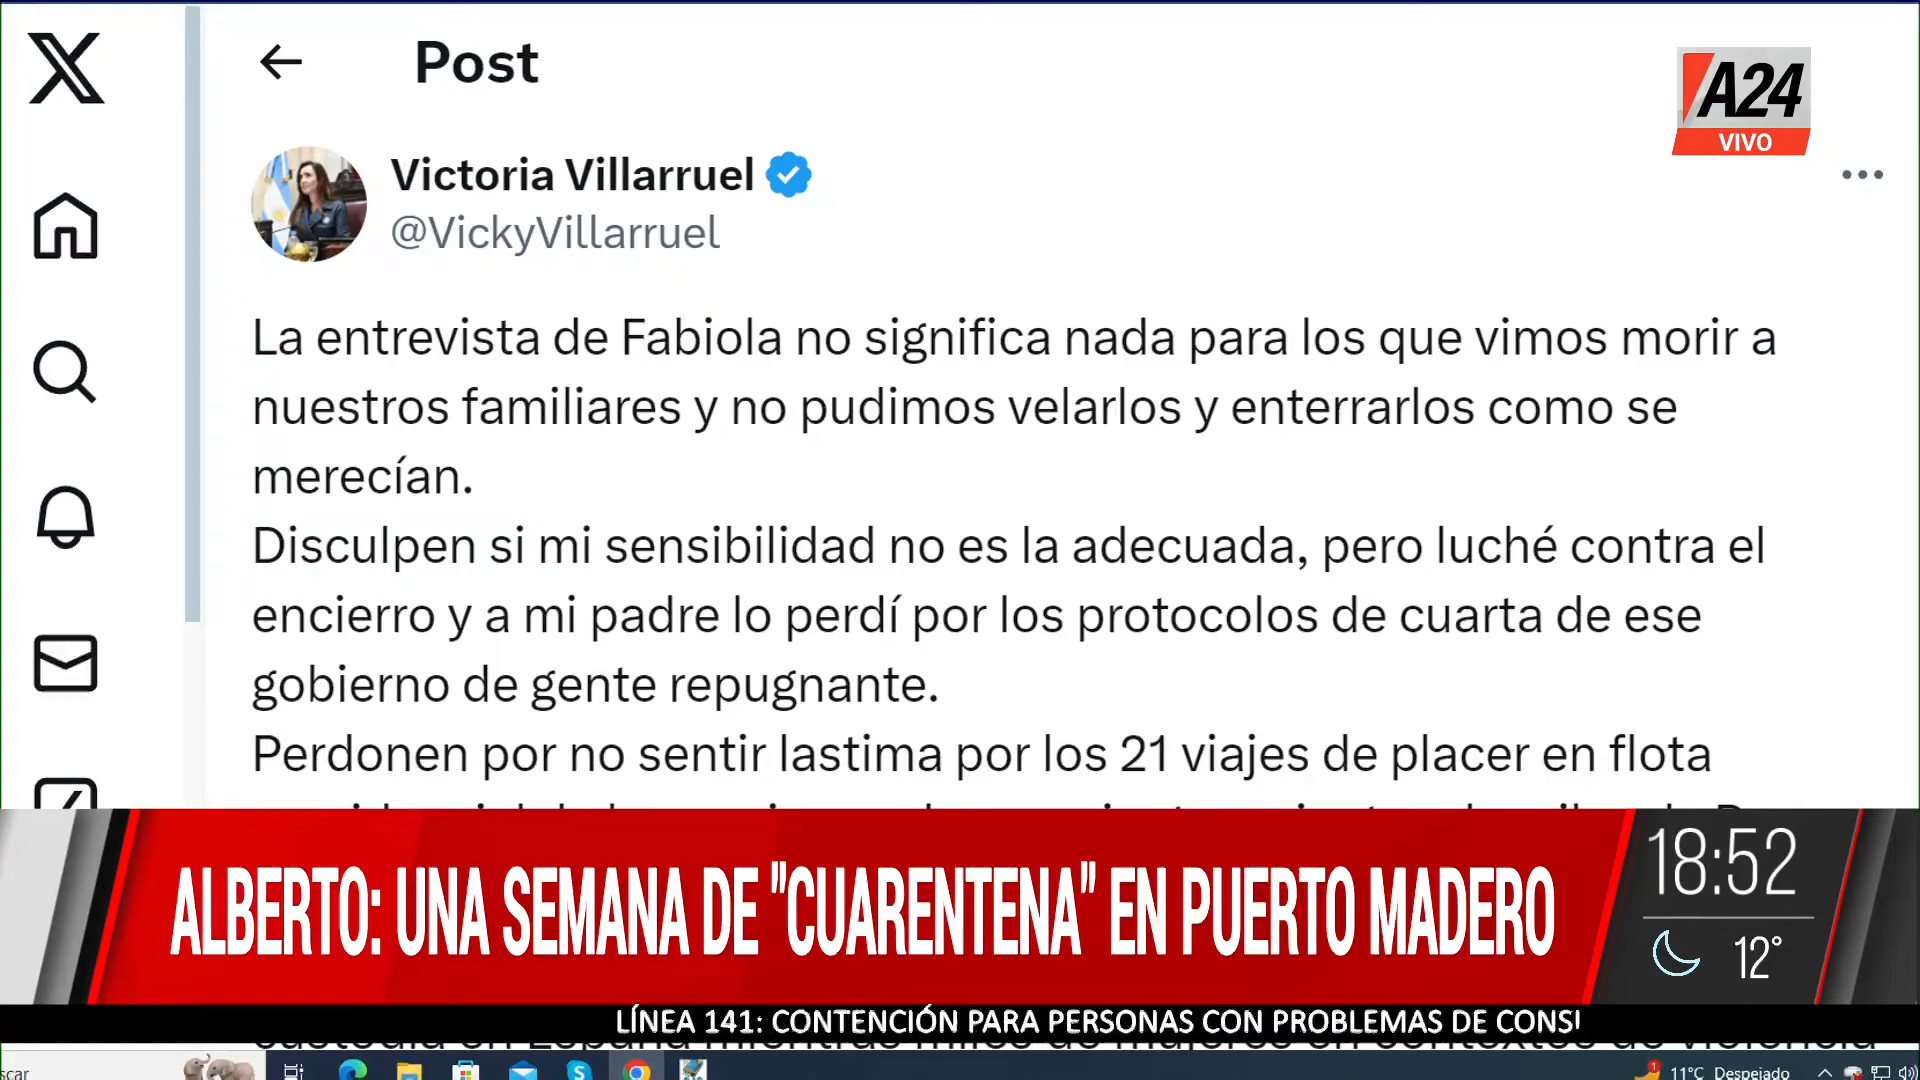 Post
A24
VIVO
Victoria Villarruel
@VickyVillarruel
La entrevista de Fabiola no significa nada para los que vimos morir a
nuestros familiares y no pudimos velarlos y enterrarlos como se
merecían.
Disculpen si mi sensibilidad no es la adecuada, pero luché contra el
encierro y a mi padre lo perdí por los protocolos de cuarta de ese
gobierno de gente repugnante.
Perdonen por no sentir lastima por los 21 viajes de placer en flota
ALBERTO: UNA SEMANA DE "CUARENTENA" EN PUERTO MADERO
18:52
12°
LÍNEA 141: CONTENCIÓN PARA PERSONAS CON PROBLEMAS DE CONSU
scar
1
11°C Despejado